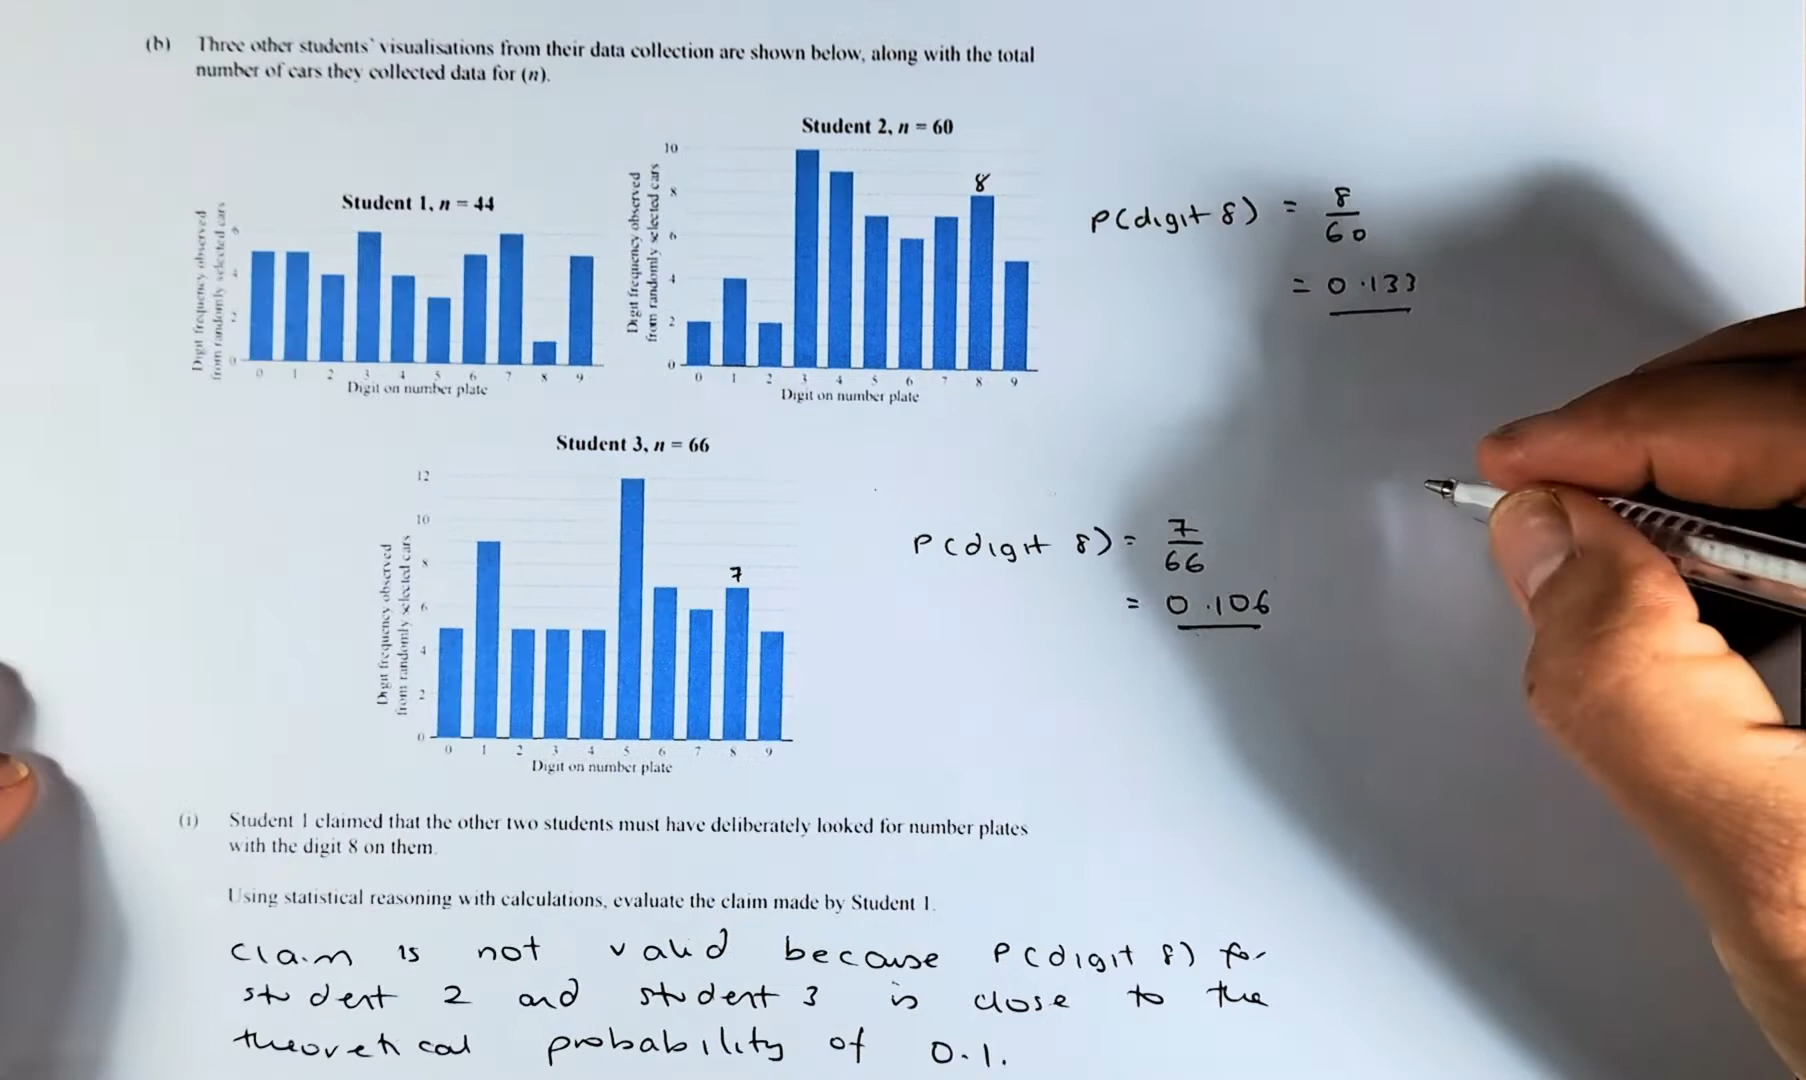 (b) Three other students' visualisations from their data collection are shown below, along with the total
number of cars they collected data for (n).
Student 1, n = 44
Digit frequency observed
from randomly selected cars
6
4
2
0
0 1 2 3 4 5 6 7 8 9
Digit on number plate
Student 2, n = 60
Digit frequency observed
from randomly selected cars
10
8
6
4
2
0
8
0 1 2 3 4 5 6 7 8 9
Digit on number plate
P(digit 8) = 8/60
= 0.133
Student 3, n = 66
Digit frequency observed
from randomly selected cars
12
10
8
6
4
2
0
7
0 1 2 3 4 5 6 7 8 9
Digit on number plate
P(digit 8) = 7/66
= 0.106
(i) Student 1 claimed that the other two students must have deliberately looked for number plates
with the digit 8 on them.
Using statistical reasoning with calculations, evaluate the claim made by Student 1.
Claim is not valid because P(digit 8) for
student 2 and student 3 is close to the
theoretical probability of 0.1.